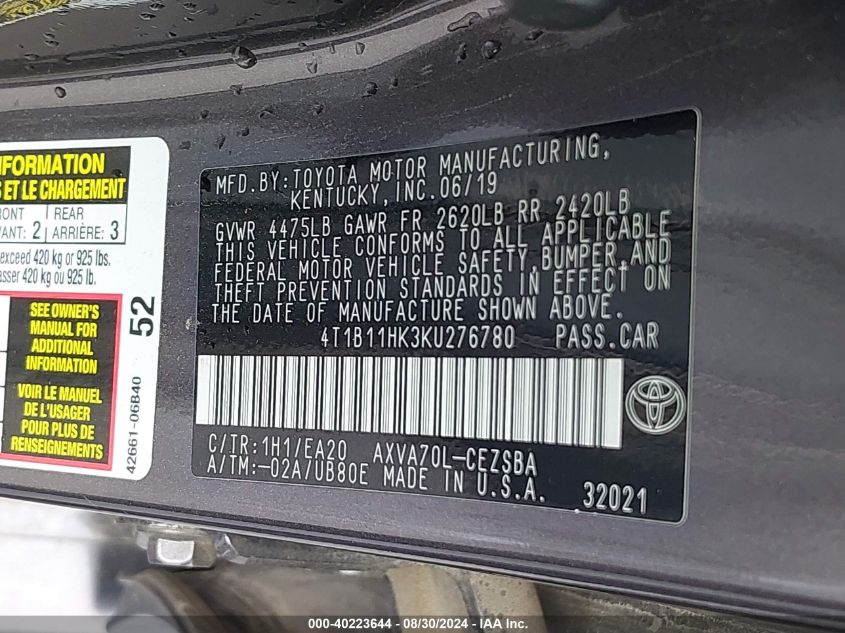 INFORMATION
S ET LE CHARGEMENT
FRONT
VANT: 2
REAR
ARRIÈRE: 3
exceed 420 kg or 925 lbs.
asser 420 kg ou 925 lb.
SEE OWNER'S
MANUAL FOR
ADDITIONAL
INFORMATION
VOIR LE MANUEL
DE L'USAGER
POUR PLUS DE
RENSEIGNEMENTS
52
42661-06B40
MFD.BY:TOYOTA MOTOR MANUFACTURING,
KENTUCKY,INC.06/19
GVWR 4475LB GAWR FR 2620LB RR 2420LB
THIS VEHICLE CONFORMS TO ALL APPLICABLE
FEDERAL MOTOR VEHICLE SAFETY,BUMPER,AND
THEFT PREVENTION STANDARDS IN EFFECT ON
THE DATE OF MANUFACTURE SHOWN ABOVE.
4T1B11HK3KU276780 PASS.CAR
C/TR:1H1/EA20 AXVA70L-CEZSBA
A/TM:-02A/UB80E MADE IN U.S.A. 32021
000-40223644 - 08/30/2024 - IAA Inc.